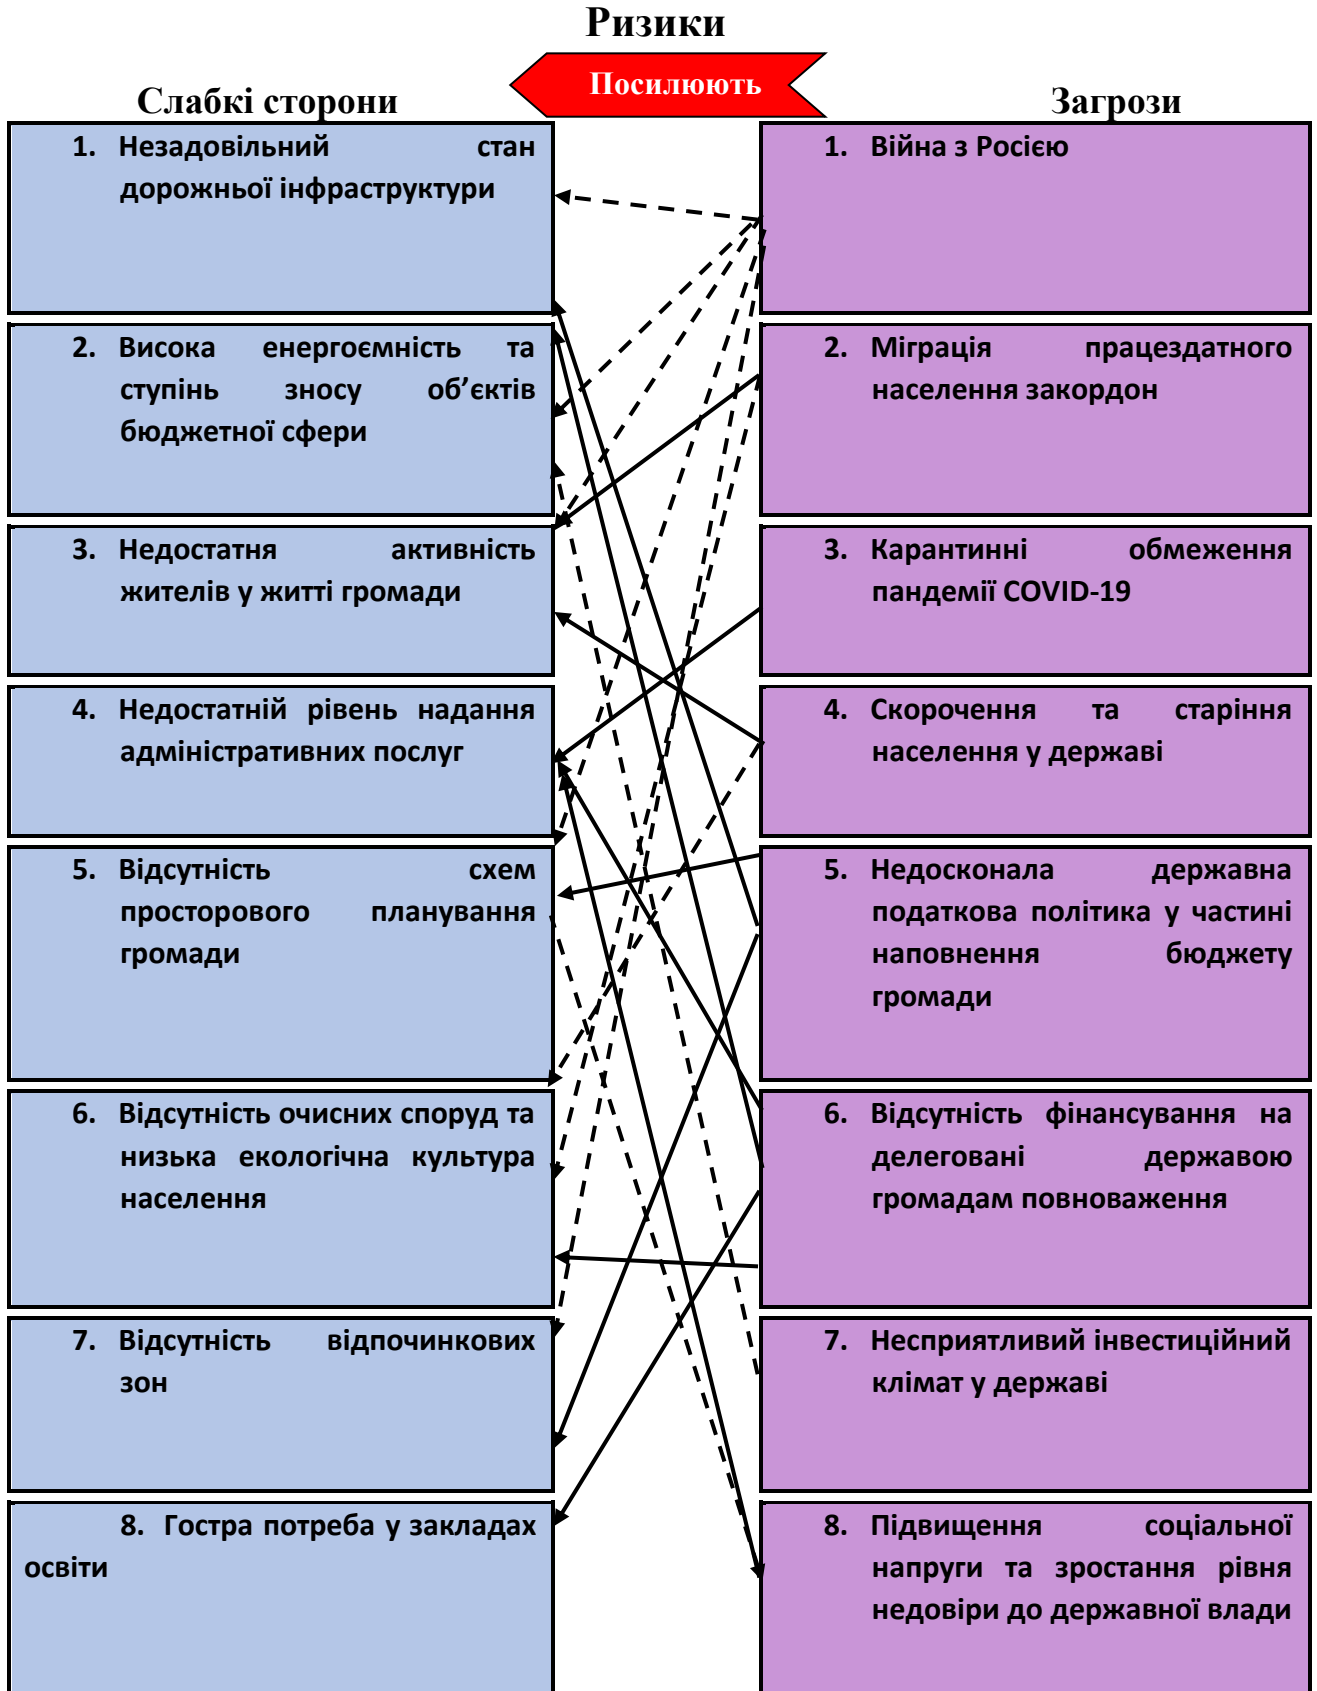 Ризики
Посилюють
Слабкі сторони
Загрози
1. Незадовільний стан
дорожньої інфраструктури
2. Висока енергоємність та
ступінь зносу об’єктів
бюджетної сфери
3. Недостатня активність
жителів у житті громади
4. Недостатній рівень надання
адміністративних послуг
5. Відсутність схем
просторового планування
громади
6. Відсутність очисних споруд та
низька екологічна культура
населення
7. Відсутність відпочинкових
зон
8. Гостра потреба у закладах
освіти
1. Війна з Росією
2. Міграція працездатного
населення закордон
3. Карантинні обмеження
пандемії COVID-19
4. Скорочення та старіння
населення у державі
5. Недосконала державна
податкова політика у частині
наповнення бюджету
громади
6. Відсутність фінансування на
делеговані державою
громадам повноваження
7. Несприятливий інвестиційний
клімат у державі
8. Підвищення соціальної
напруги та зростання рівня
недовіри до державної влади